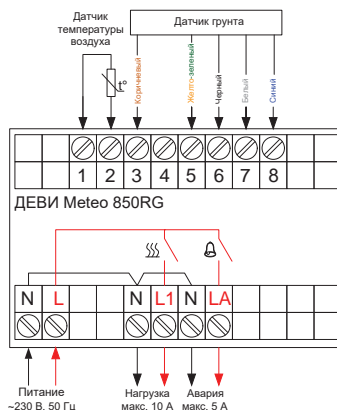 Датчик
температуры
воздуха
Датчик грунта
Коричневый
Желто-зеленый
Черный
Белый
Синий
t°
1 2 3 4 5 6 7 8
ДЕВИ Meteo 850RG
N L N L1 N LA
Питание
~230 В, 50 Гц
Нагрузка
макс. 10 А
Авария
макс. 5 А